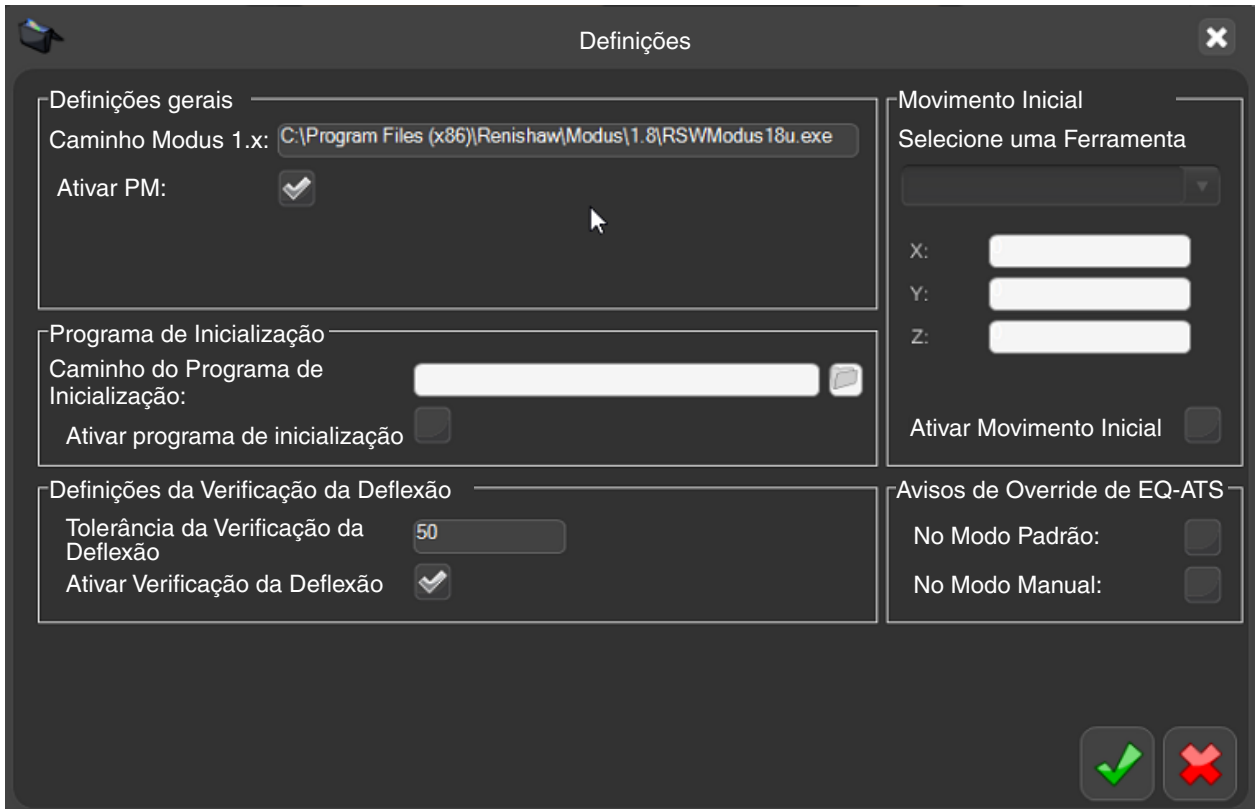 Definições
Definições gerais
Caminho Modus 1.x: C:\Program Files (x86)\Renishaw\Modus\1.8\RSWModus18u.exe
Ativar PM:
Programa de Inicialização
Caminho do Programa de
Inicialização:
Ativar programa de inicialização
Definições da Verificação da Deflexão
Tolerância da Verificação da
Deflexão
50
Ativar Verificação da Deflexão
Movimento Inicial
Selecione uma Ferramenta
X:
Y:
Z:
Ativar Movimento Inicial
Avisos de Override de EQ-ATS
No Modo Padrão:
No Modo Manual: